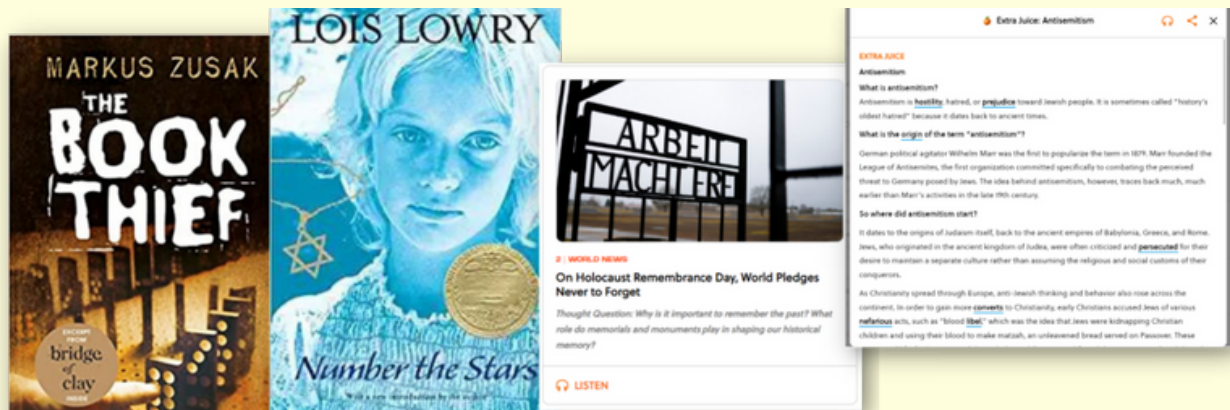 MARKUS ZUSAK
THE
BOOK
THIEF
EXCERPT
FROM
bridge
of
clay
INSIDE
LOIS LOWRY
Number the Stars
With a new introduction by the author
ARBEIT
MACHT FREI
2 | WORLD NEWS
On Holocaust Remembrance Day, World Pledges
Never to Forget
Thought Question: Why is it important to remember the past? What
role do memorials and monuments play in shaping our historical
memory?
LISTEN
Extra Juice: Antisemitism
EXTRA JUICE
Antisemitism
What is antisemitism?
Antisemitism is hostility, hatred, or prejudice toward Jewish people. It is sometimes called "history's
oldest hatred" because it dates back to ancient times.
What is the origin of the term "antisemitism"?
German political agitator Wilhelm Marr was the first to popularize the term in 1879. Marr founded the
League of Antisemites, the first organization committed specifically to combating the perceived
threat to Germany posed by Jews. The idea behind antisemitism, however, traces back much, much
earlier than Marr's activities in the late 19th century.
So where did antisemitism start?
It dates to the origins of Judaism itself, back to the ancient empires of Babylonia, Greece, and Rome.
Jews, who originated in the ancient kingdom of Judea, were often criticized and persecuted for their
desire to maintain a separate culture rather than assuming the religious and social customs of their
conquerors.
As Christianity spread through Europe, anti-Jewish thinking and behavior also rose across the
continent. In order to gain more converts to Christianity, early Christians accused Jews of various
nefarious acts, such as "blood libel," which was the idea that Jews were kidnapping Christian
children and using their blood to make matzah, an unleavened bread served on Passover. These